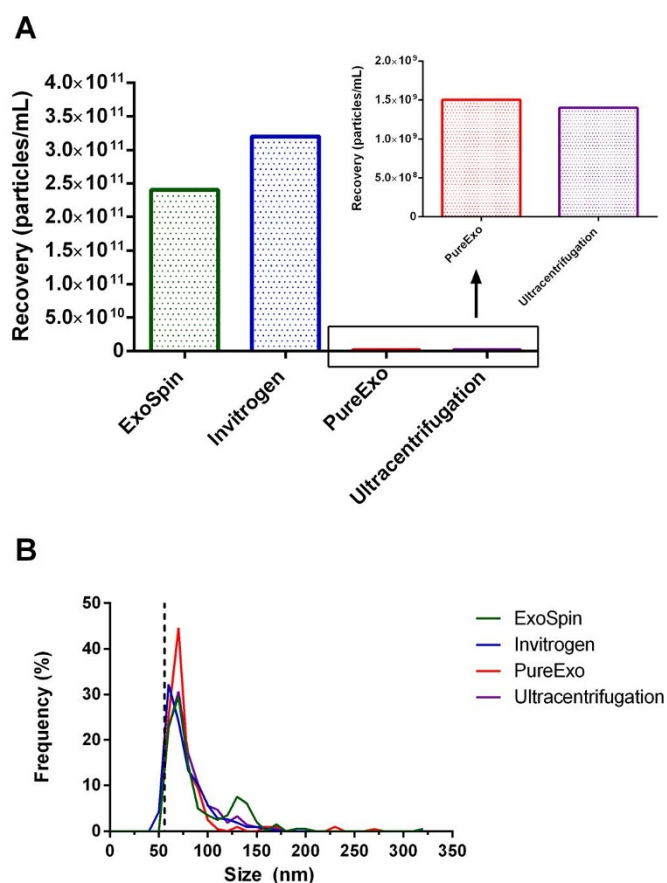 A
Recovery (particles/mL)
4.0×10¹¹
3.5×10¹¹
3.0×10¹¹
2.5×10¹¹
2.0×10¹¹
1.5×10¹¹
1.0×10¹¹
5.0×10¹⁰
0
ExoSpin
Invitrogen
PureExo
Ultracentrifugation
Recovery (particles/mL)
2.0×10⁹
1.5×10⁹
1.0×10⁹
5.0×10⁸
0
PureExo
Ultracentrifugation
B
Frequency (%)
50
40
30
20
10
0
0 50 100 150 200 250 300 350
Size (nm)
ExoSpin
Invitrogen
PureExo
Ultracentrifugation